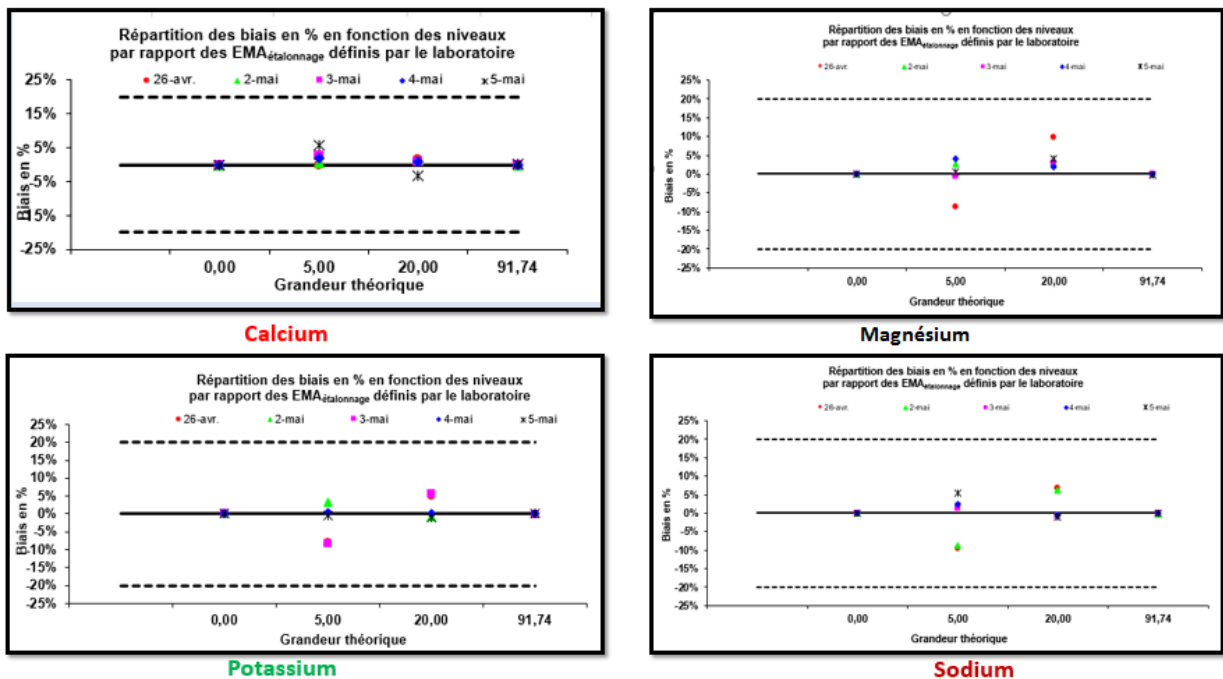 Répartition des biais en % en fonction des niveaux
par rapport des EMAétalonnage définis par le laboratoire
26-avr. 2-mai 3-mai 4-mai 5-mai
25%
15%
5%
-5%
-15%
-25%
Biais en %
0,00 5,00 20,00 91,74
Grandeur théorique
Calcium
Répartition des biais en % en fonction des niveaux
par rapport des EMAétalonnage définis par le laboratoire
26-avr. 2-mai 3-mai 4-mai 5-mai
25%
20%
15%
10%
5%
0%
-5%
-10%
-15%
-20%
-25%
Biais en %
0,00 5,00 20,00 91,74
Grandeur théorique
Magnésium
Répartition des biais en % en fonction des niveaux
par rapport des EMAétalonnage définis par le laboratoire
26-avr. 2-mai 3-mai 4-mai 5-mai
25%
20%
15%
10%
5%
0%
-5%
-10%
-15%
-20%
-25%
Biais en %
0,00 5,00 20,00 91,74
Grandeur théorique
Potassium
Répartition des biais en % en fonction des niveaux
par rapport des EMAétalonnage définis par le laboratoire
26-avr. 2-mai 3-mai 4-mai 5-mai
25%
20%
15%
10%
5%
0%
-5%
-10%
-15%
-20%
-25%
Biais en %
0,00 5,00 20,00 91,74
Grandeur théorique
Sodium